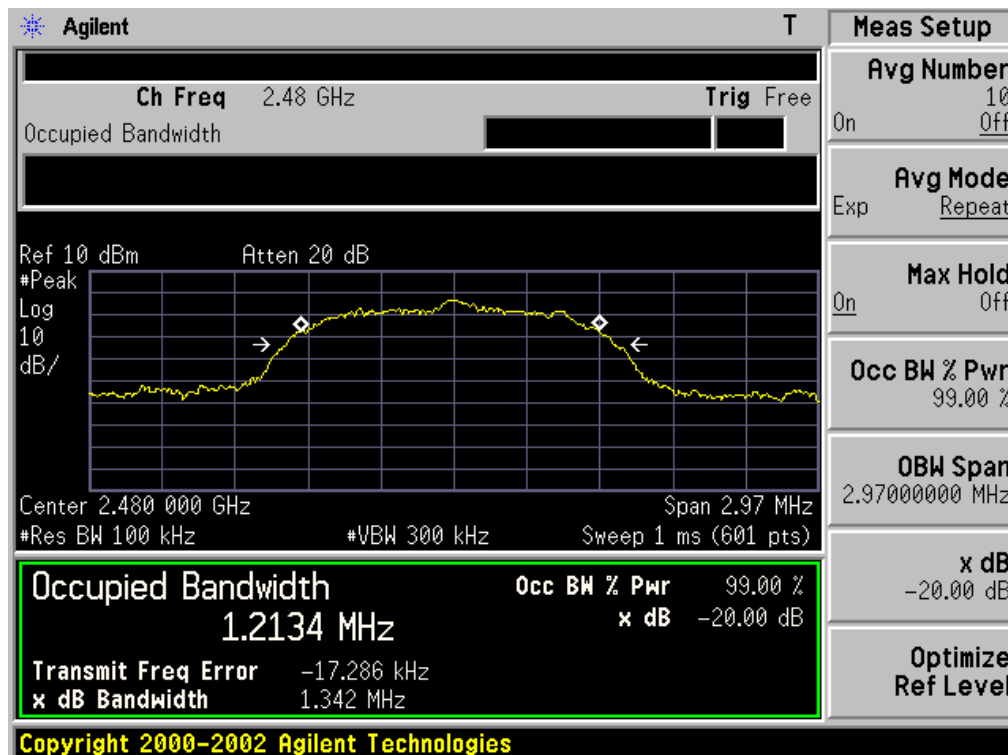 Agilent T
Ch Freq 2.48 GHz Trig Free
Occupied Bandwidth
Ref 10 dBm Atten 20 dB
#Peak
Log
10
dB/
Center 2.480 000 GHz Span 2.97 MHz
#Res BW 100 kHz #VBW 300 kHz Sweep 1 ms (601 pts)
Occupied Bandwidth
1.2134 MHz
Occ BW % Pwr 99.00 %
x dB -20.00 dB
Transmit Freq Error -17.286 kHz
x dB Bandwidth 1.342 MHz
Copyright 2000-2002 Agilent Technologies
Meas Setup
Avg Number
10
On Off
Avg Mode
Exp Repeat
Max Hold
On Off
Occ BW % Pwr
99.00 %
OBW Span
2.97000000 MHz
x dB
-20.00 dB
Optimize
Ref Level